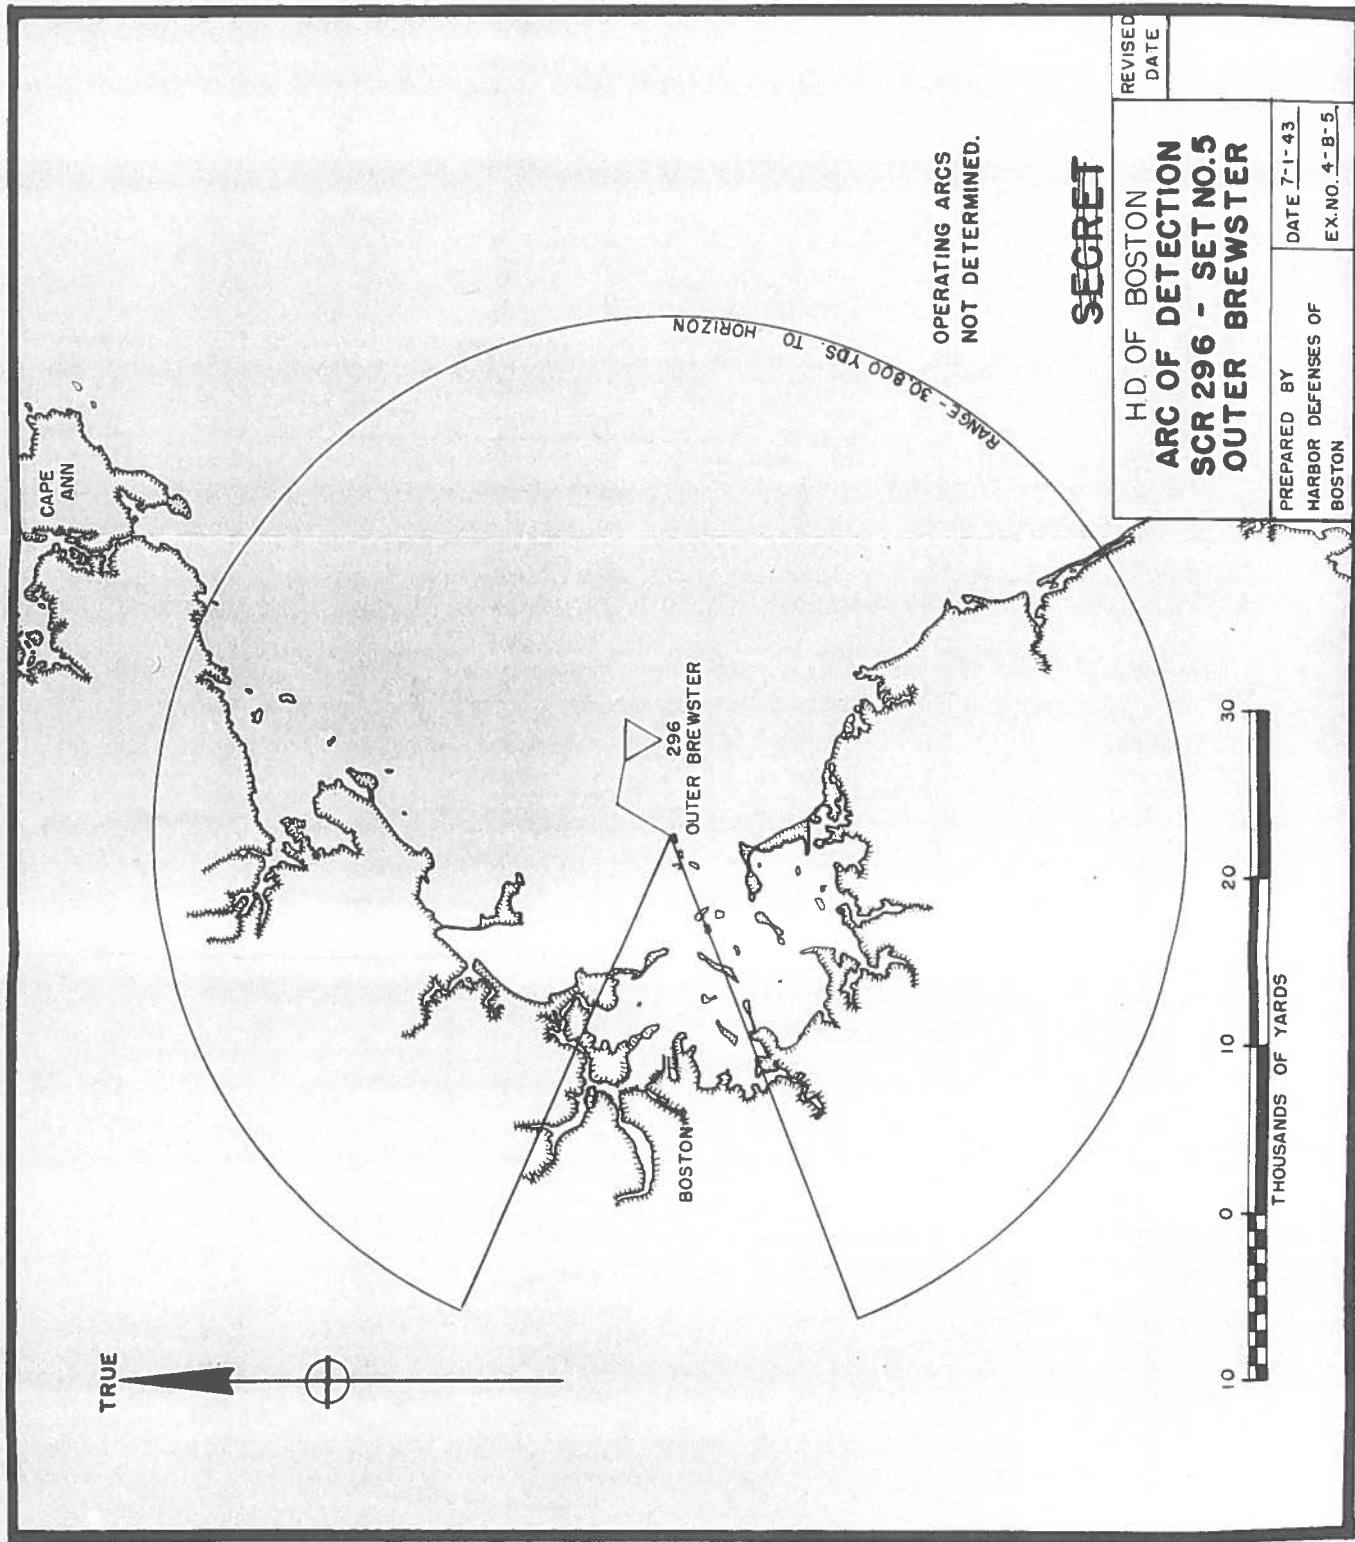 TRUE
CAPE
ANN
RANGE - 30,800 YDS. TO HORIZON
296
OUTER BREWSTER
BOSTON
OPERATING ARCS
NOT DETERMINED.
10 0 10 20 30
THOUSANDS OF YARDS
SECRET
H.D. OF BOSTON
ARC OF DETECTION
SCR 296 - SET NO.5
OUTER BREWSTER
REVISED
DATE
PREPARED BY
HARBOR DEFENSES OF
BOSTON
DATE 7-1-43
EX.NO. 4-B-5